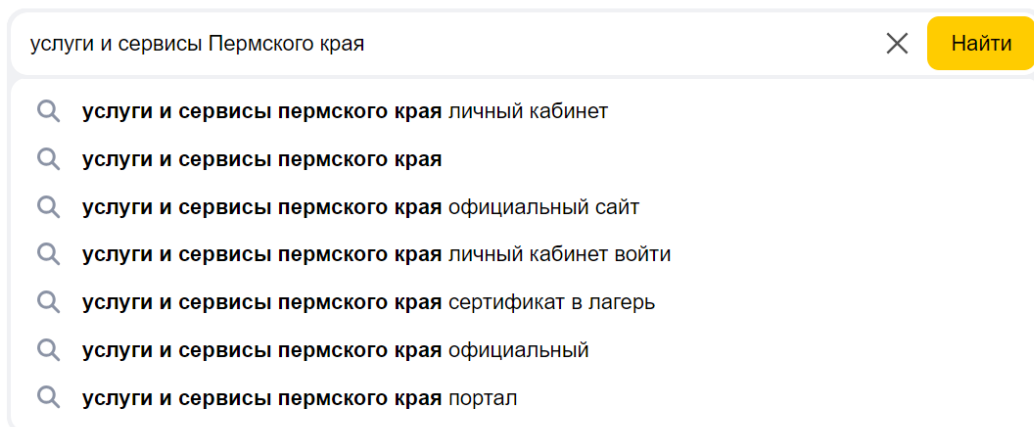 услуги и сервисы Пермского края Найти
услуги и сервисы пермского края личный кабинет
услуги и сервисы пермского края
услуги и сервисы пермского края официальный сайт
услуги и сервисы пермского края личный кабинет войти
услуги и сервисы пермского края сертификат в лагерь
услуги и сервисы пермского края официальный
услуги и сервисы пермского края портал